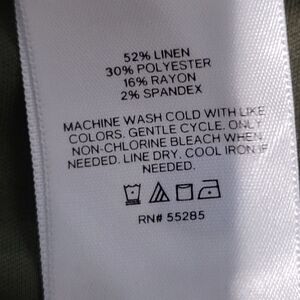 52% LINEN
30% POLYESTER
16% RAYON
2% SPANDEX
MACHINE WASH COLD WITH LIKE
COLORS. GENTLE CYCLE. ONLY
NON-CHLORINE BLEACH WHEN
NEEDED. LINE DRY. COOL IRON IF
NEEDED.
RN# 55285